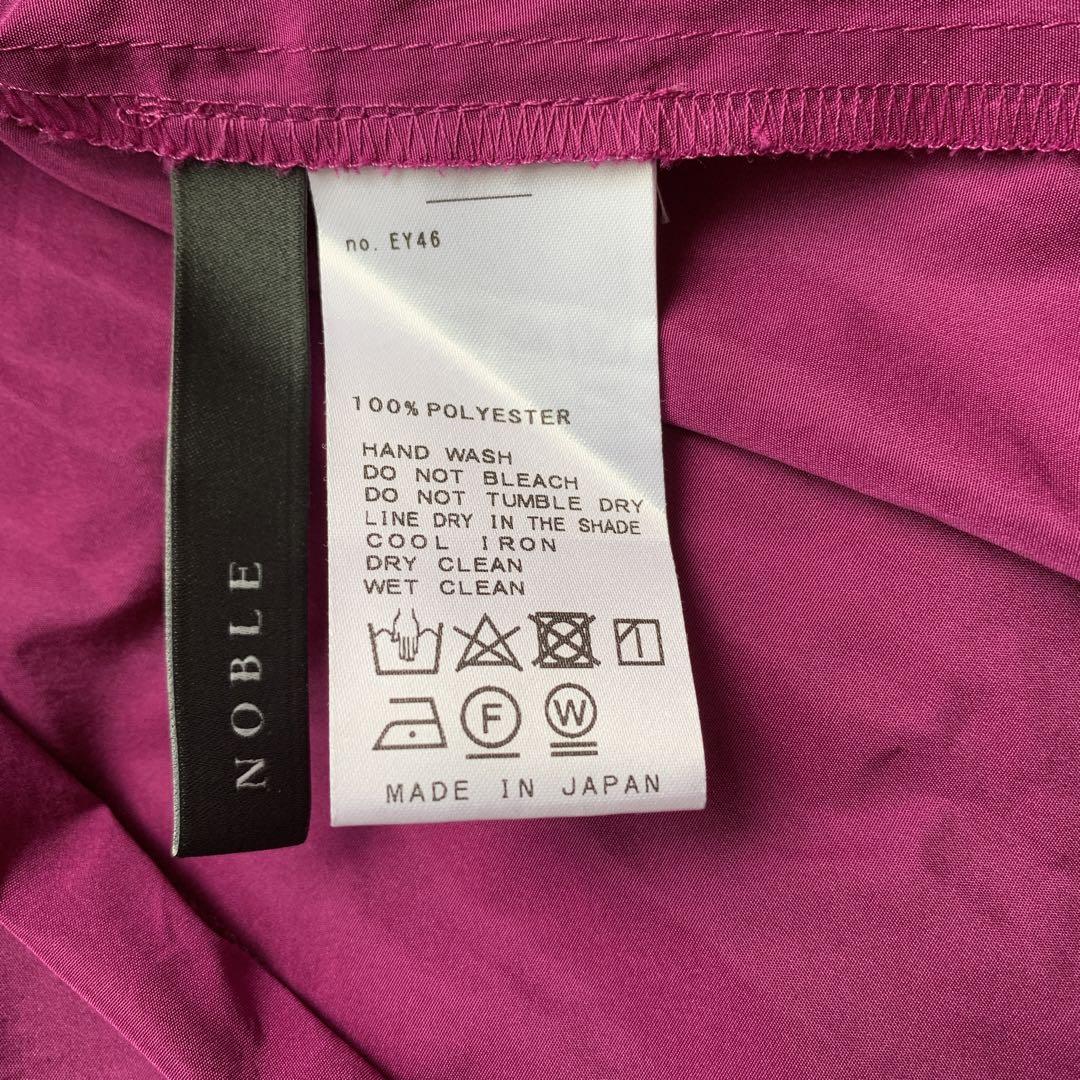 NOBLE
no. EY46
100% POLYESTER
HAND WASH
DO NOT BLEACH
DO NOT TUMBLE DRY
LINE DRY IN THE SHADE
COOL IRON
DRY CLEAN
WET CLEAN
F
W
MADE IN JAPAN